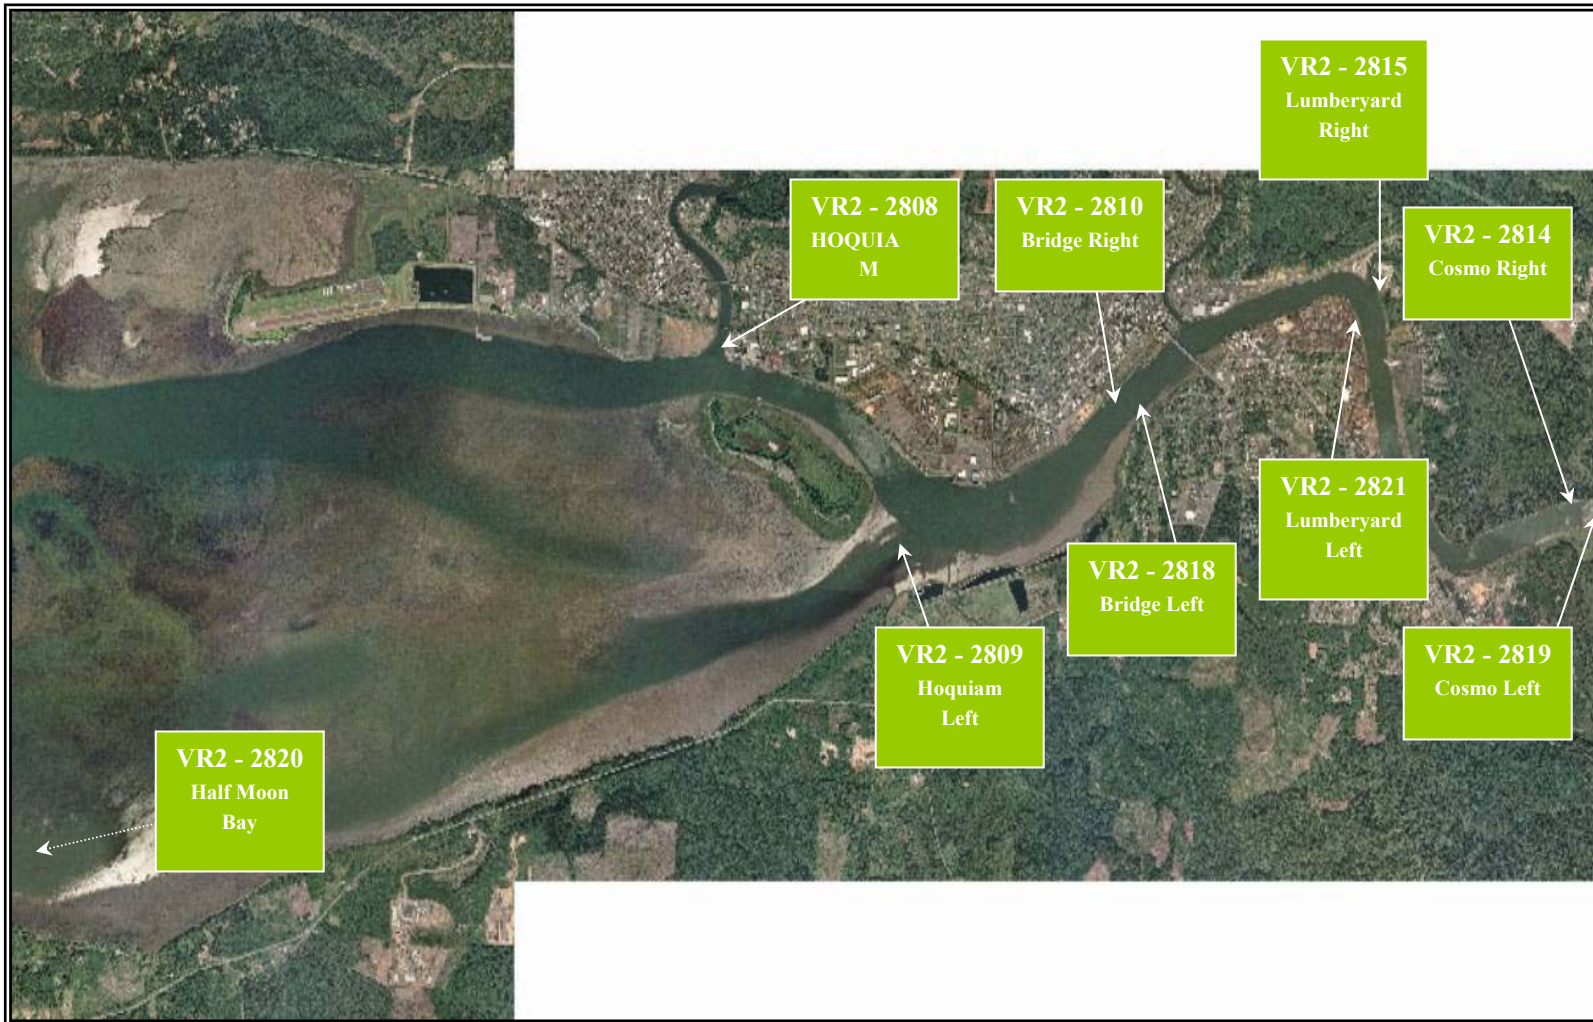 VR2 - 2815
Lumberyard
Right
VR2 - 2808
HOQUIA
M
VR2 - 2810
Bridge Right
VR2 - 2814
Cosmo Right
VR2 - 2821
Lumberyard
Left
VR2 - 2818
Bridge Left
VR2 - 2809
Hoquiam
Left
VR2 - 2819
Cosmo Left
VR2 - 2820
Half Moon
Bay